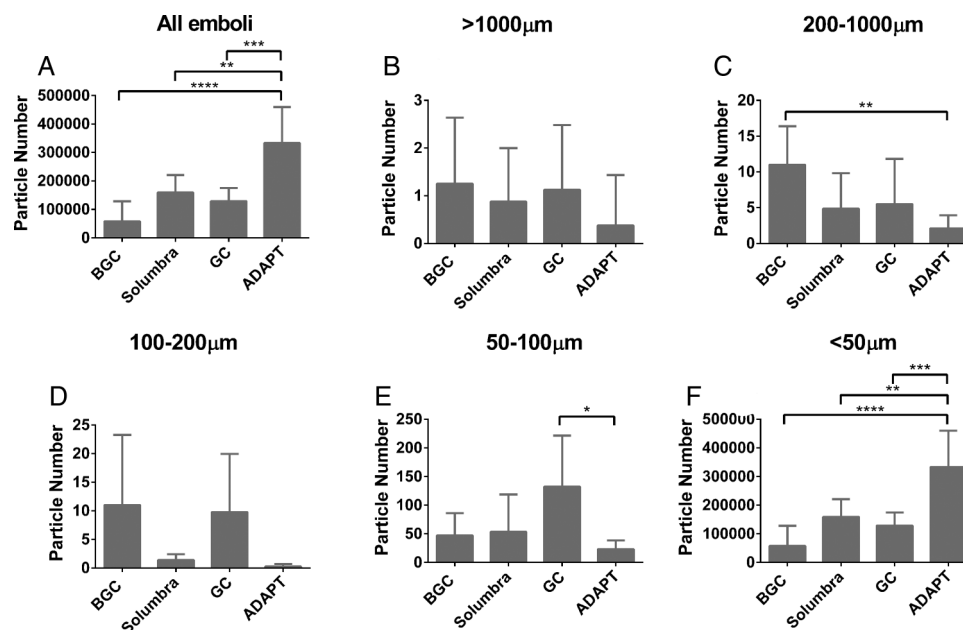 All emboli
A
***
**
****
Particle Number
500000
400000
300000
200000
100000
0
BGC
Solumbra
GC
ADAPT
>1000μm
B
Particle Number
3
2
1
0
BGC
Solumbra
GC
ADAPT
200-1000μm
C
**
Particle Number
20
15
10
5
0
BGC
Solumbra
GC
ADAPT
100-200μm
D
Particle Number
25
20
15
10
5
0
BGC
Solumbra
GC
ADAPT
50-100μm
E
*
Particle Number
250
200
150
100
50
0
BGC
Solumbra
GC
ADAPT
<50μm
F
***
**
****
Particle Number
500000
400000
300000
200000
100000
0
BGC
Solumbra
GC
ADAPT